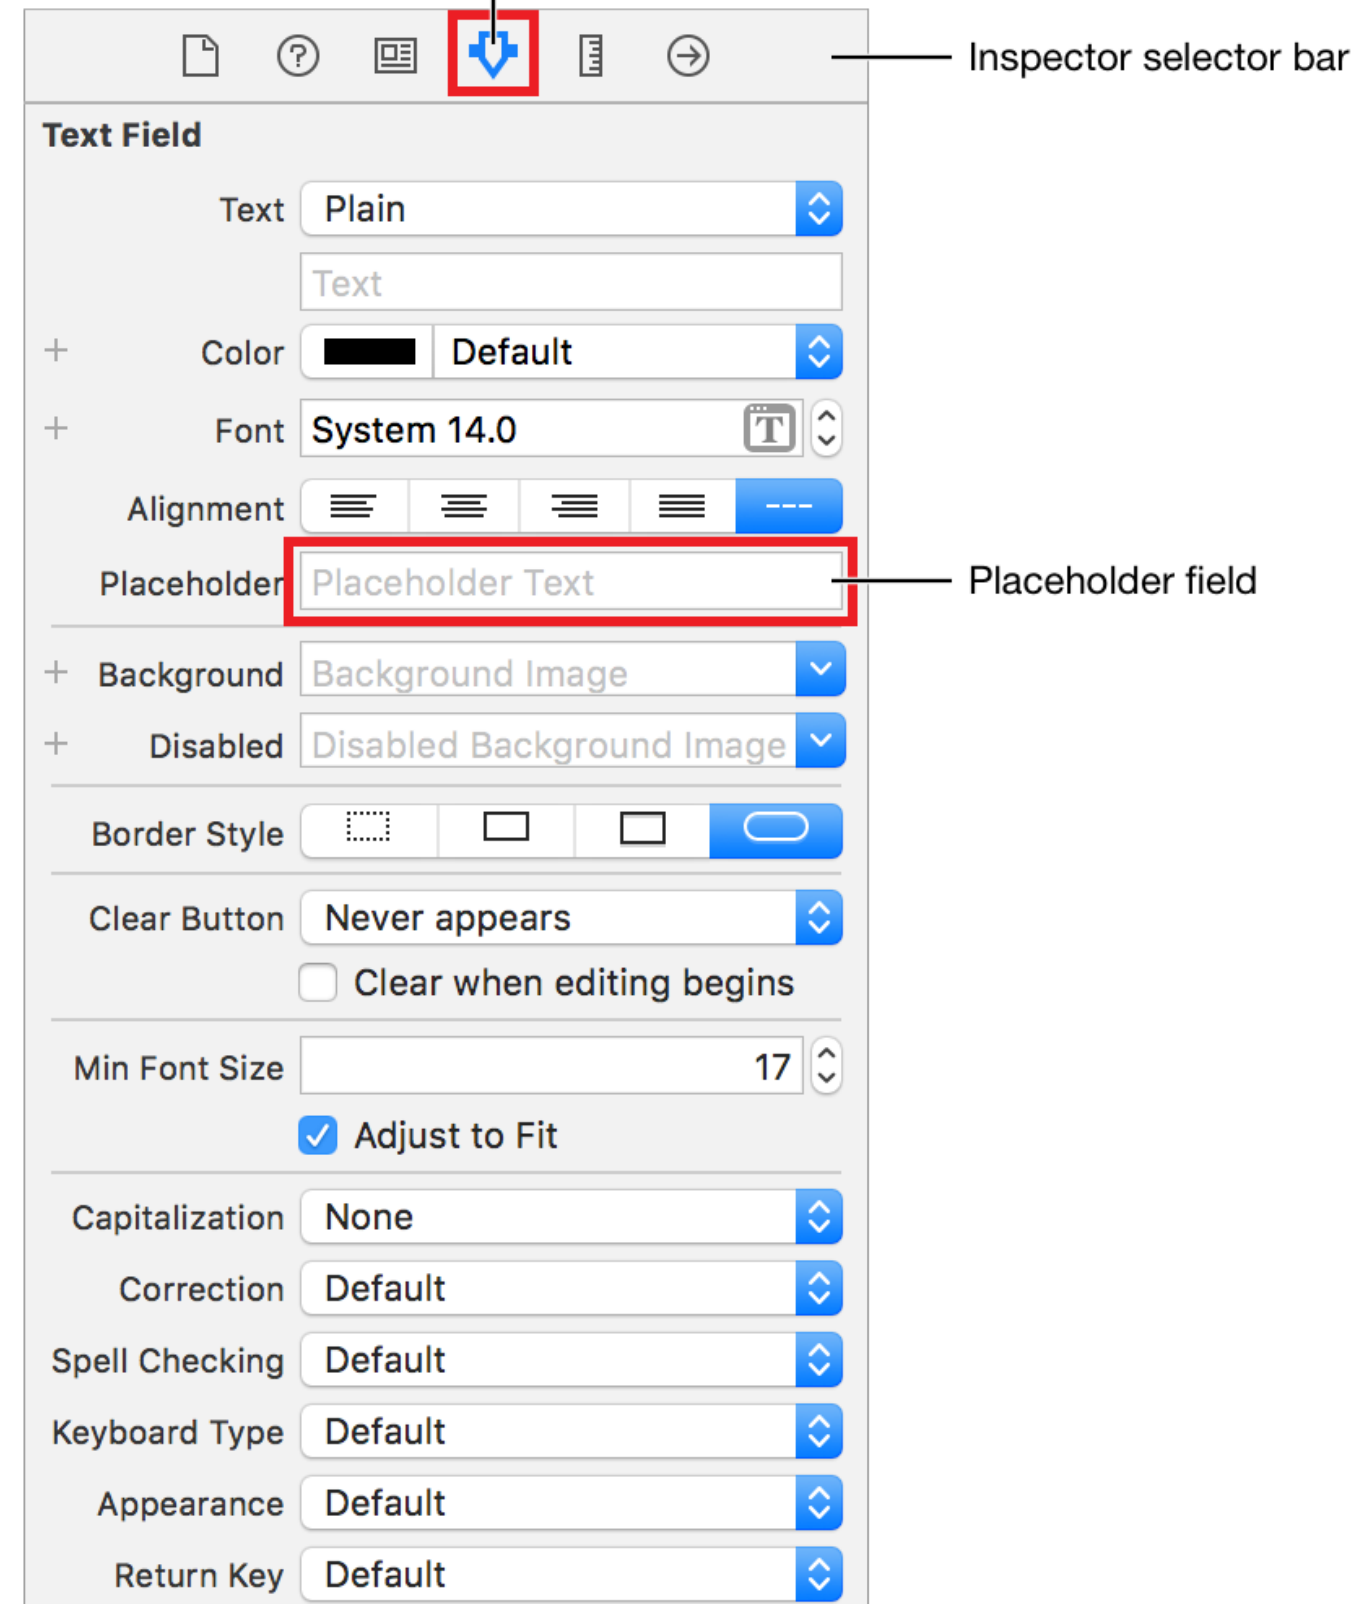 Inspector selector bar
Text Field
Text Plain
Text
Color Default
Font System 14.0 T
Alignment ---
Placeholder Placeholder Text Placeholder field
Background Background Image
Disabled Disabled Background Image
Border Style
Clear Button Never appears
Clear when editing begins
Min Font Size 17
Adjust to Fit
Capitalization None
Correction Default
Spell Checking Default
Keyboard Type Default
Appearance Default
Return Key Default